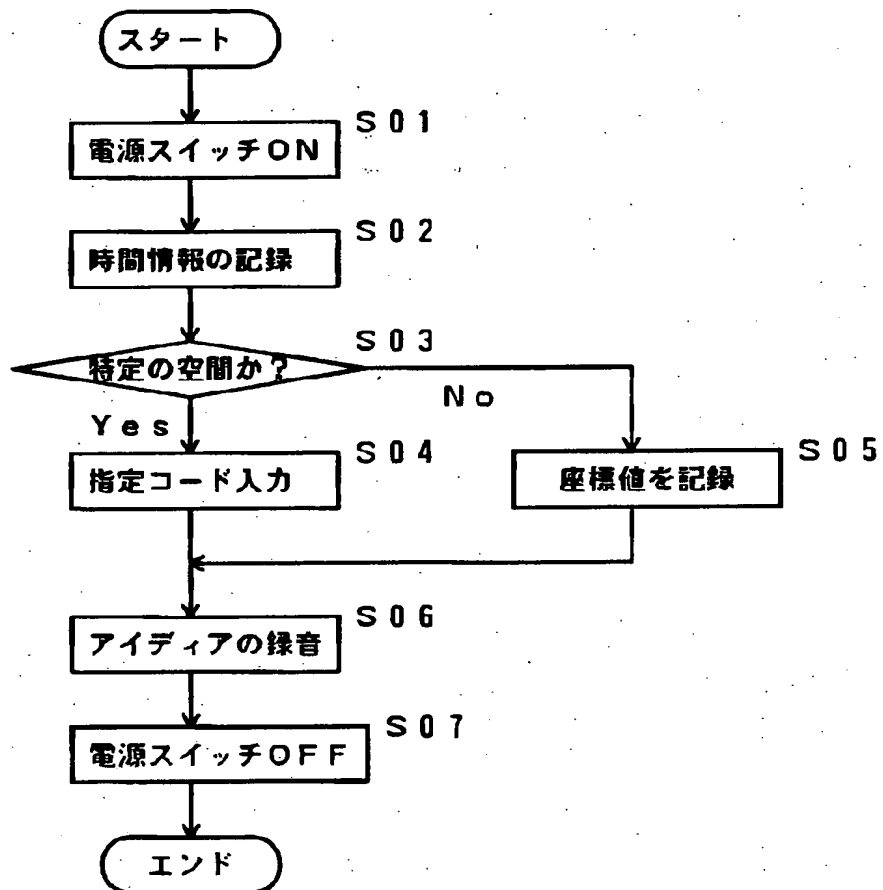 スタート
S01
電源スイッチON
S02
時間情報の記録
S03
特定の空間か?
No
Yes
S04
指定コード入力
S05
座標値を記録
S06
アイディアの録音
S07
電源スイッチOFF
エンド